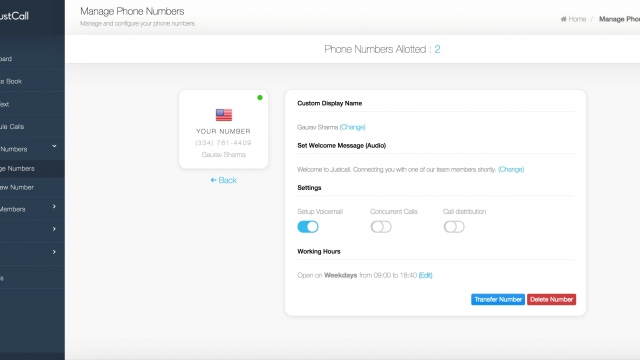 JustCall
Manage Phone Numbers
Manage and configure your phone numbers
Home / Manage Pho
Phone Numbers Allotted : 2
oard
s Book
Text
ule Calls
Numbers
ge Numbers
ew Number
Members
s
YOUR NUMBER
(334) 781-4409
Gaurav Sharma
Back
Custom Display Name
Gaurav Sharma (Change)
Set Welcome Message (Audio)
Welcome to Justcall. Connecting you with one of our team members shortly. (Change)
Settings
Setup Voicemail Concurrent Calls Call distribution
Working Hours
Open on Weekdays from 09:00 to 18:40 (Edit)
Transfer Number Delete Number